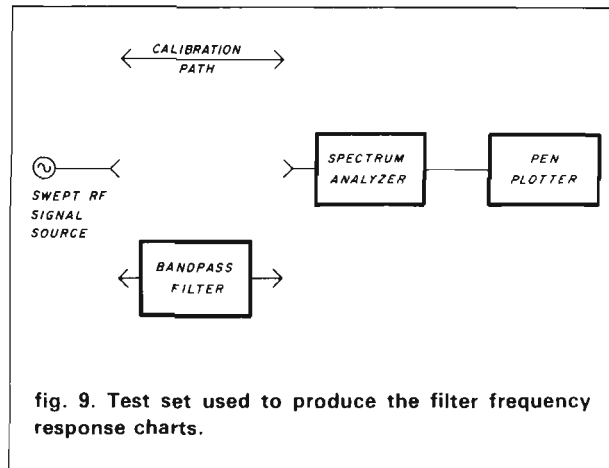 CALIBRATION
PATH
SWEPT RF
SIGNAL
SOURCE
SPECTRUM
ANALYZER
PEN
PLOTTER
BANDPASS
FILTER
fig. 9. Test set used to produce the filter frequency
response charts.